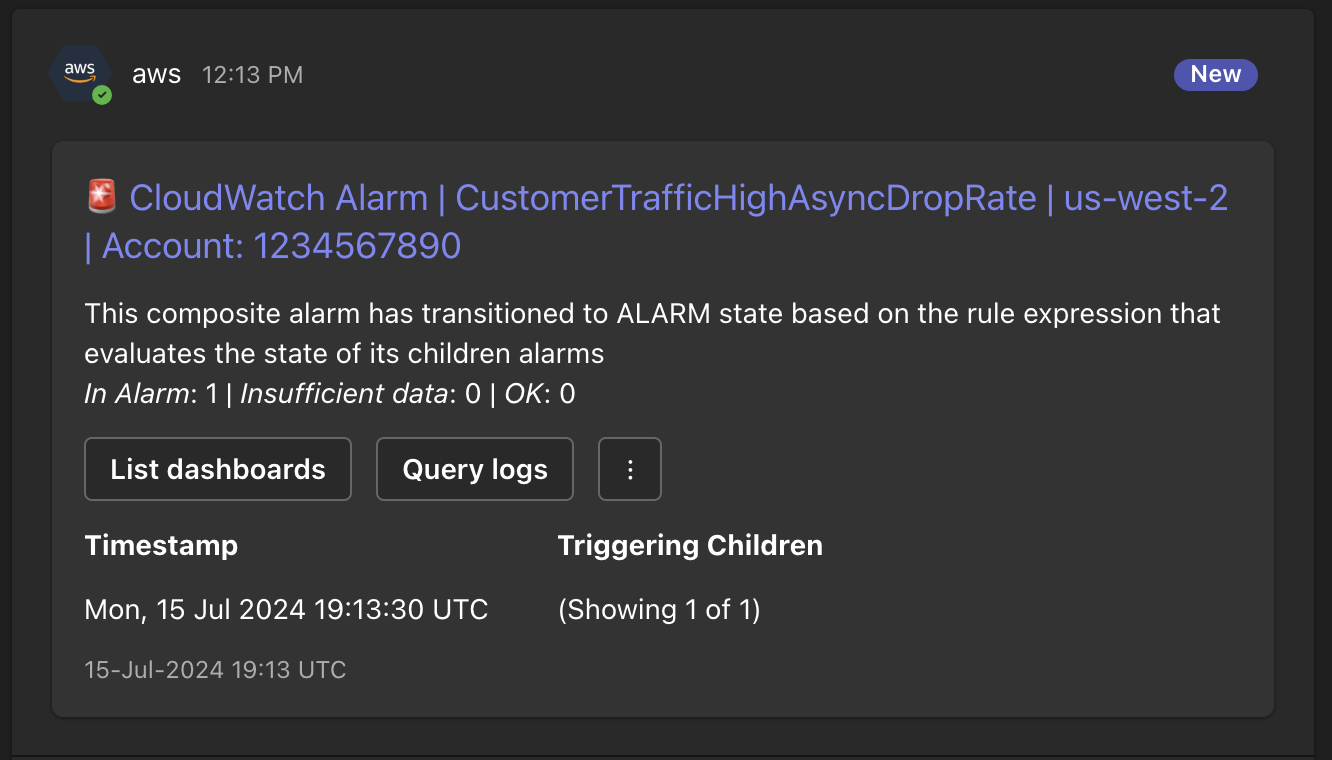 aws
aws 12:13 PM
New
CloudWatch Alarm | CustomerTrafficHighAsyncDropRate | us-west-2
| Account: 1234567890
This composite alarm has transitioned to ALARM state based on the rule expression that
evaluates the state of its children alarms
In Alarm: 1 | Insufficient data: 0 | OK: 0
List dashboards
Query logs
Timestamp
Triggering Children
Mon, 15 Jul 2024 19:13:30 UTC
(Showing 1 of 1)
15-Jul-2024 19:13 UTC